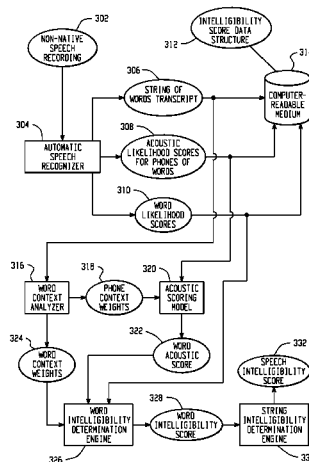 302
NON-NATIVE
SPEECH
RECORDING
INTELLIGIBILITY
SCORE DATA
STRUCTURE
312
306
STRING OF
WORDS TRANSCRIPT
COMPUTER-
READABLE
MEDIUM
304
308
AUTOMATIC
SPEECH
RECOGNIZER
ACOUSTIC
LIKELIHOOD SCORES
FOR PHONES OF
WORDS
310
WORD
LIKELIHOOD
SCORES
316
318
320
WORD
CONTEXT
ANALYZER
PHONE
CONTEXT
WEIGHTS
ACOUSTIC
SCORING
MODEL
324
322
WORD
ACOUSTIC
SCORE
332
WORD
CONTEXT
WEIGHTS
SPEECH
INTELLIGIBILITY
SCORE
328
WORD
INTELLIGIBILITY
DETERMINATION
ENGINE
WORD
INTELLIGIBILITY
SCORE
STRING
INTELLIGIBILITY
DETERMINATION
ENGINE
326